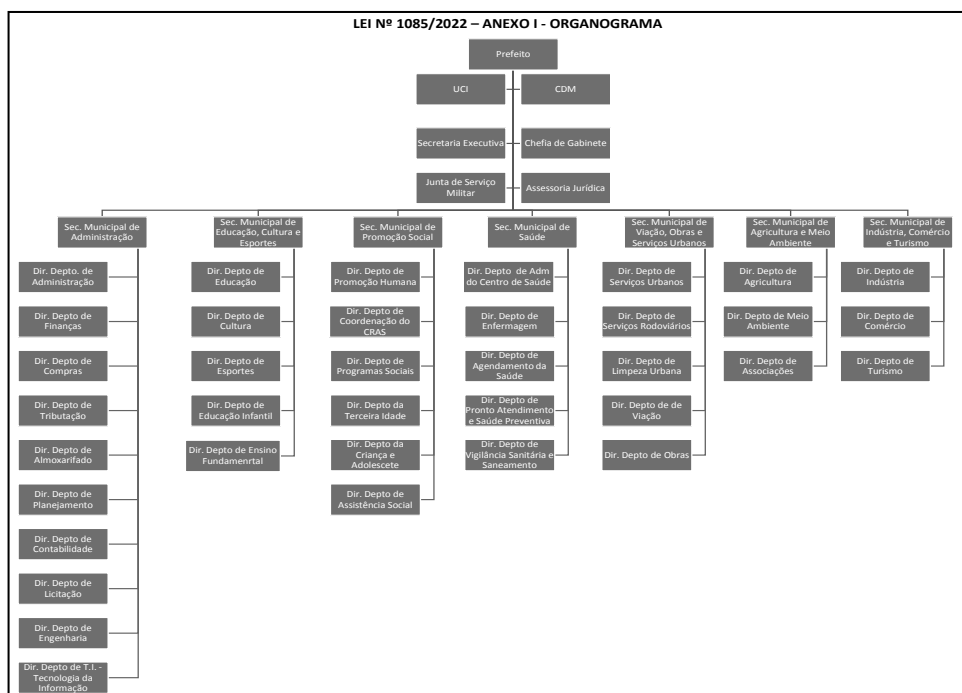 LEI Nº 1085/2022 – ANEXO I - ORGANOGRAMA
Prefeito
UCI
CDM
Secretaria Executiva
Chefia de Gabinete
Junta de Serviço
Militar
Assessoria Jurídica
Sec. Municipal de
Administração
Dir. Depto. de
Administração
Dir. Depto de
Finanças
Dir. Depto de
Compras
Dir. Depto de
Tributação
Dir. Depto de
Almoxarifado
Dir. Depto de
Planejamento
Dir. Depto de
Contabilidade
Dir. Depto de
Licitação
Dir. Depto de
Engenharia
Dir. Depto de T.I. -
Tecnologia da
Informação
Sec. Municipal de
Educação, Cultura e
Esportes
Dir. Depto de
Educação
Dir. Depto de
Cultura
Dir. Depto de
Esportes
Dir. Depto de
Educação Infantil
Dir. Depto de Ensino
Fundamenrtal
Sec. Municipal de
Promoção Social
Dir. Depto de
Promoção Humana
Dir. Depto de
Coordenação do
CRAS
Dir. Depto de
Programas Sociais
Dir. Depto da
Terceira Idade
Dir. Depto da
Criança e
Adolescete
Dir. Depto de
Assistência Social
Sec. Municipal de
Saúde
Dir. Depto de Adm
do Centro de Saúde
Dir. Depto de
Enfermagem
Dir. Depto de
Agendamento da
Saúde
Dir. Depto de
Pronto Atendimento
e Saúde Preventiva
Dir. Depto de
Vigilância Sanitária e
Saneamento
Sec. Municipal de
Viação, Obras e
Serviços Urbanos
Dir. Depto de
Serviços Urbanos
Dir. Depto de
Serviços Rodoviários
Dir. Depto de
Limpeza Urbana
Dir. Depto de de
Viação
Dir. Depto de Obras
Sec. Municipal de
Agricultura e Meio
Ambiente
Dir. Depto de
Agricultura
Dir. Depto de Meio
Ambiente
Dir. Depto de
Associações
Sec. Municipal de
Indústria, Comércio
e Turismo
Dir. Depto de
Indústria
Dir. Depto de
Comércio
Dir. Depto de
Turismo